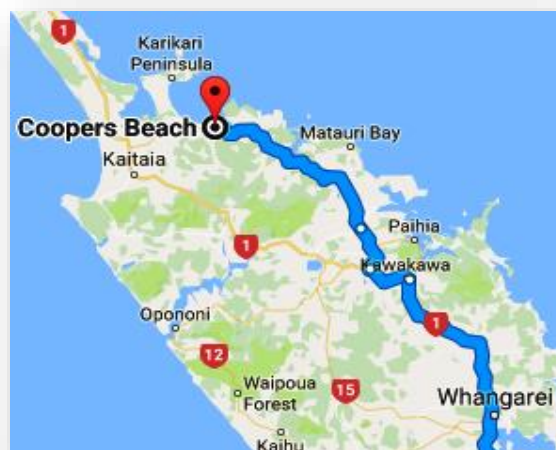 1
Karikari
Peninsula
Coopers Beach
Matauri Bay
Kaitaia
Paihia
1
Kawakawa
Opononi
1
12
Waipoua
Forest
15
Whangarei
Kaihu